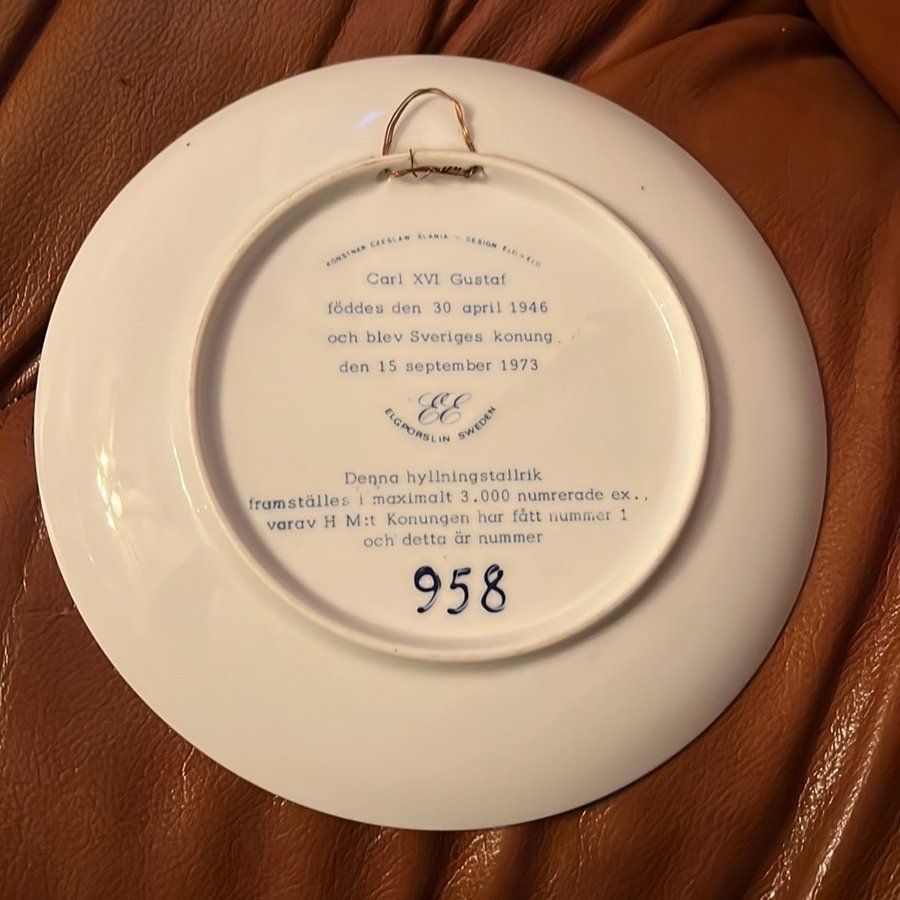 KONSTNÄR CZESLAW SLANIA - DESIGN ELG-ELG
Carl XVI Gustaf
föddes den 30 april 1946
och blev Sveriges konung
den 15 september 1973
EE
ELGPORSLIN SWEDEN
Denna hyllningstallrik
framställes i maximalt 3.000 numrerade ex.,
varav H M:t Konungen har fått nummer 1
och detta är nummer
958